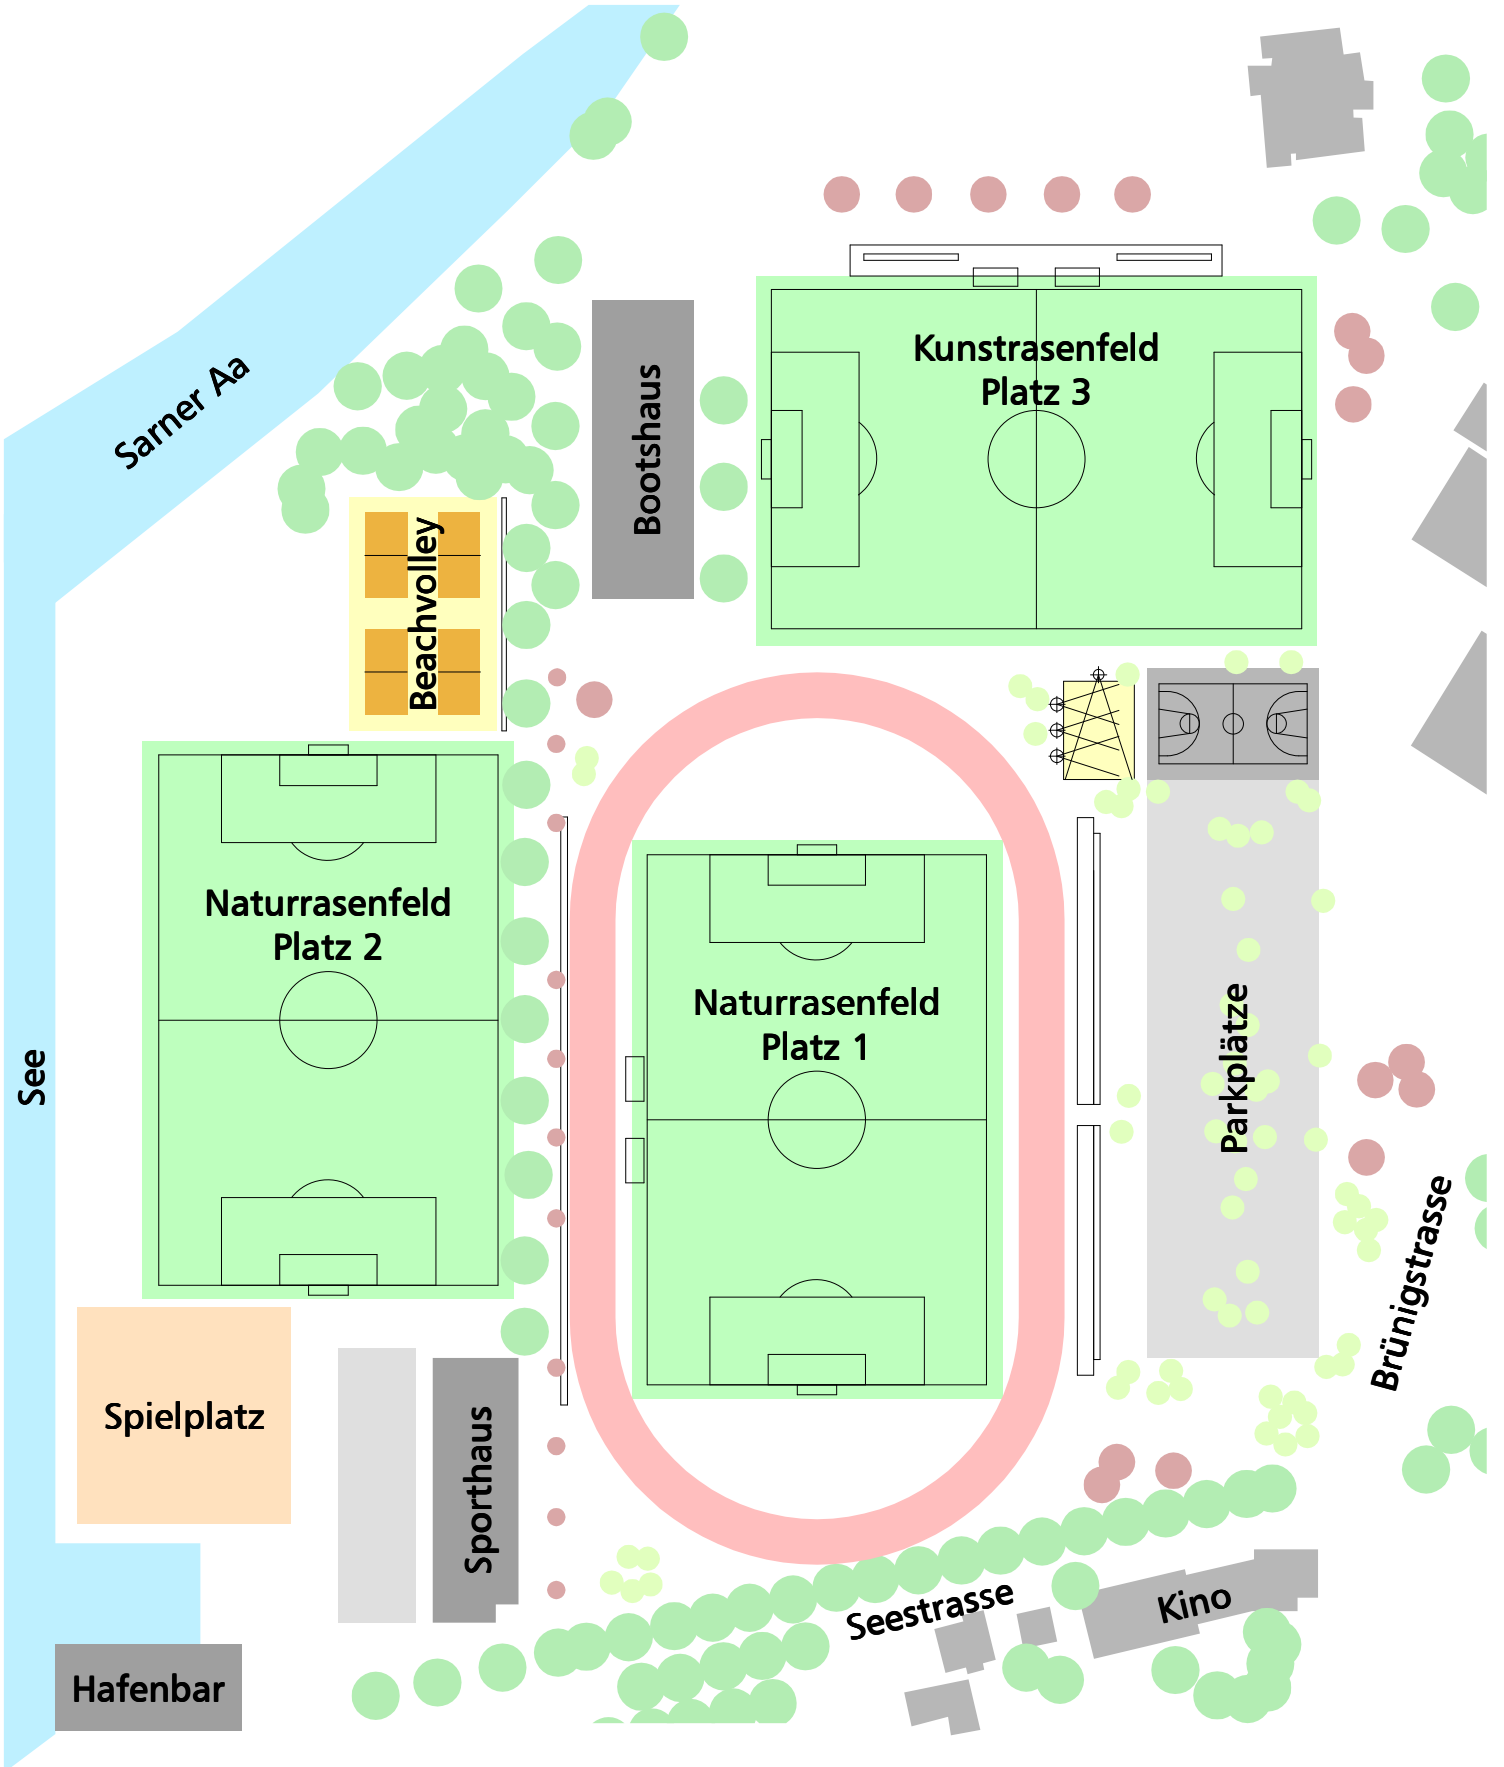 Sarner Aa
Kunstrasenfeld
Platz 3
Bootshaus
Beachvolley
Naturrasenfeld
Platz 2
Naturrasenfeld
Platz 1
See
Parkplätze
Brünigstrasse
Spielplatz
Sporthaus
Seestrasse
Kino
Hafenbar